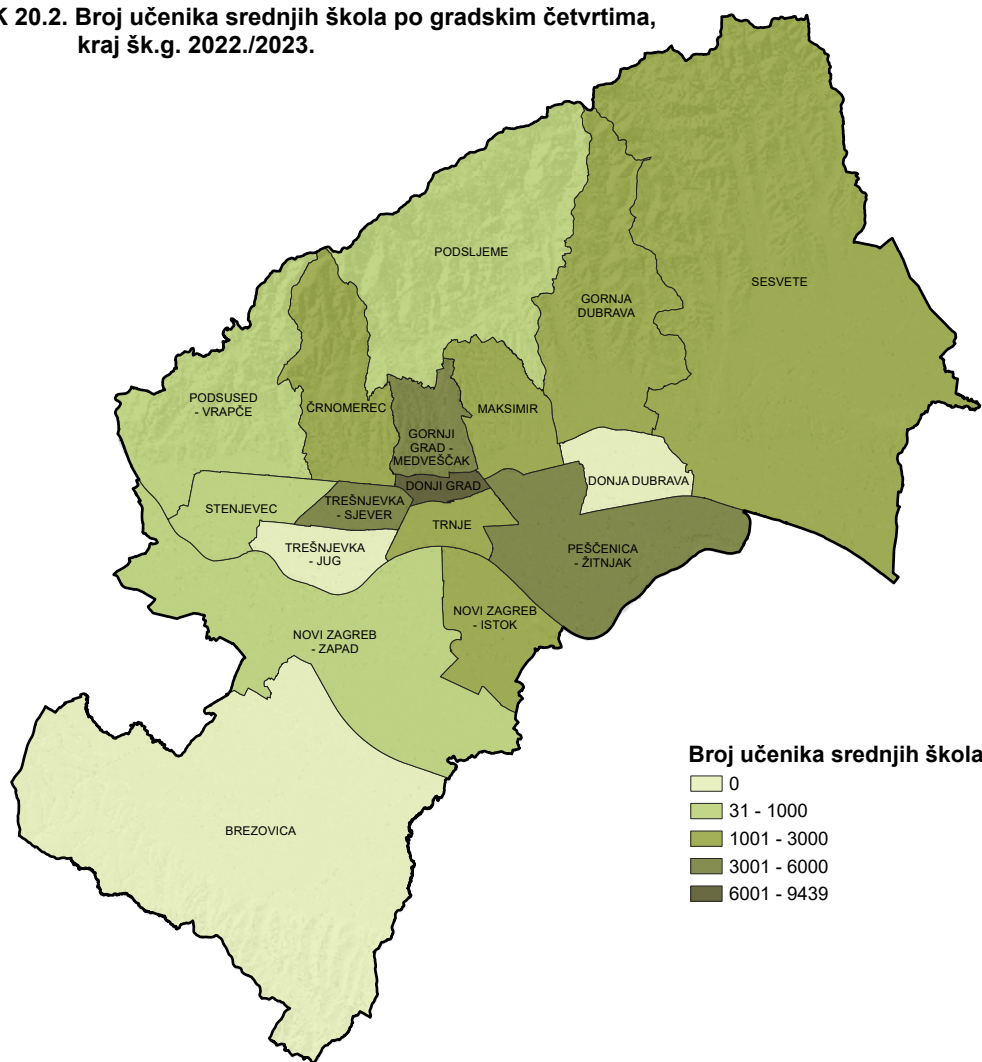 K 20.2. Broj učenika srednjih škola po gradskim četvrtima,
kraj šk.g. 2022./2023.
PODSLJEME
SESVETE
GORNJA
DUBRAVA
PODSUSED
- VRAPČE
ČRNOMEREC
MAKSIMIR
GORNJI
GRAD -
MEDVEŠČAK
DONJI GRAD
DONJA DUBRAVA
STENJEVEC
TREŠNJEVKA
- SJEVER
TRNJE
TREŠNJEVKA
- JUG
PEŠČENICA
- ŽITNJAK
NOVI ZAGREB
- ISTOK
NOVI ZAGREB
- ZAPAD
BREZOVICA
Broj učenika srednjih škola
0
31 - 1000
1001 - 3000
3001 - 6000
6001 - 9439